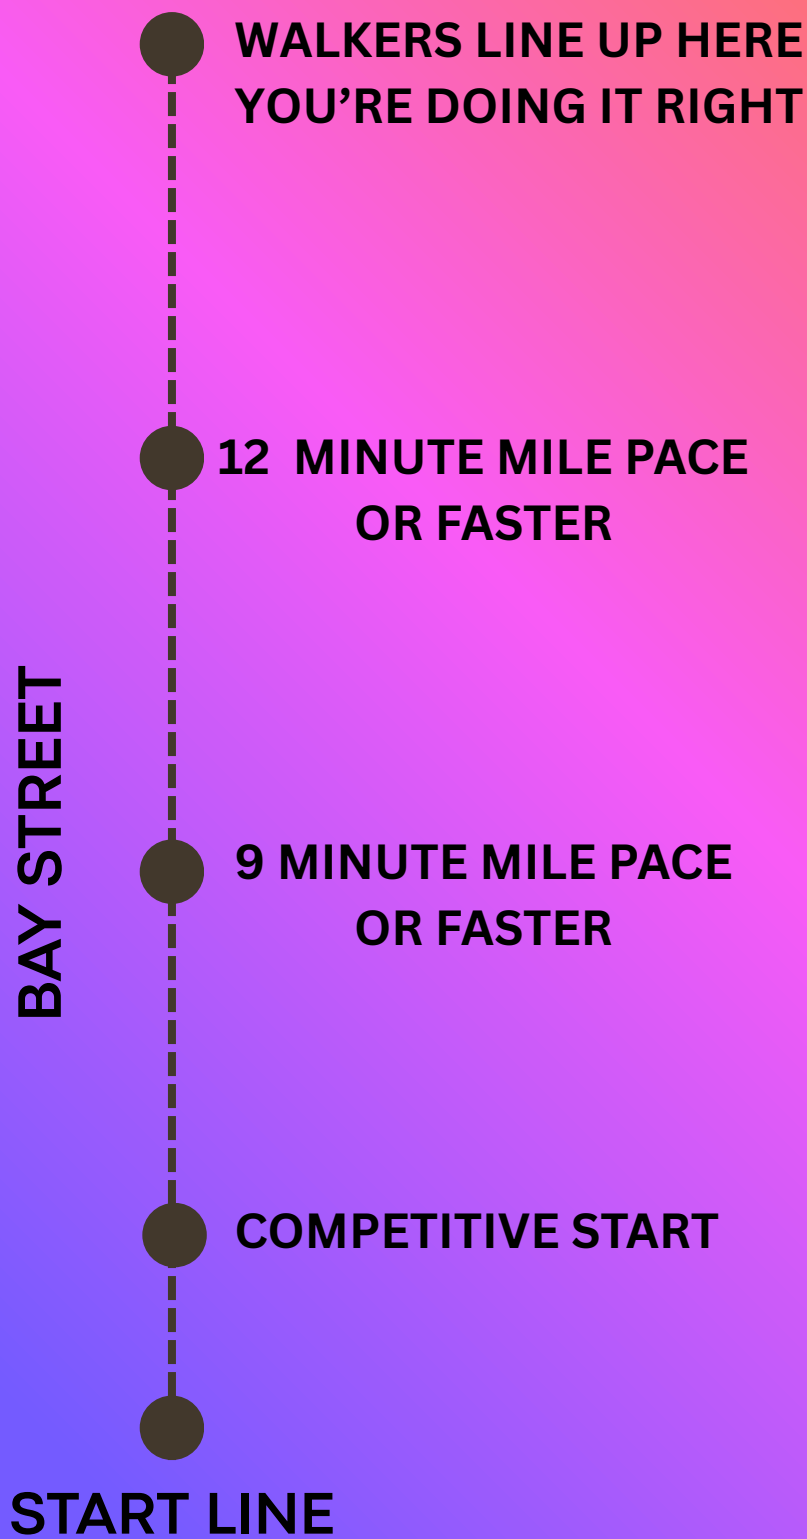 WALKERS LINE UP HERE
YOU’RE DOING IT RIGHT
12 MINUTE MILE PACE
OR FASTER
BAY STREET
9 MINUTE MILE PACE
OR FASTER
COMPETITIVE START
START LINE